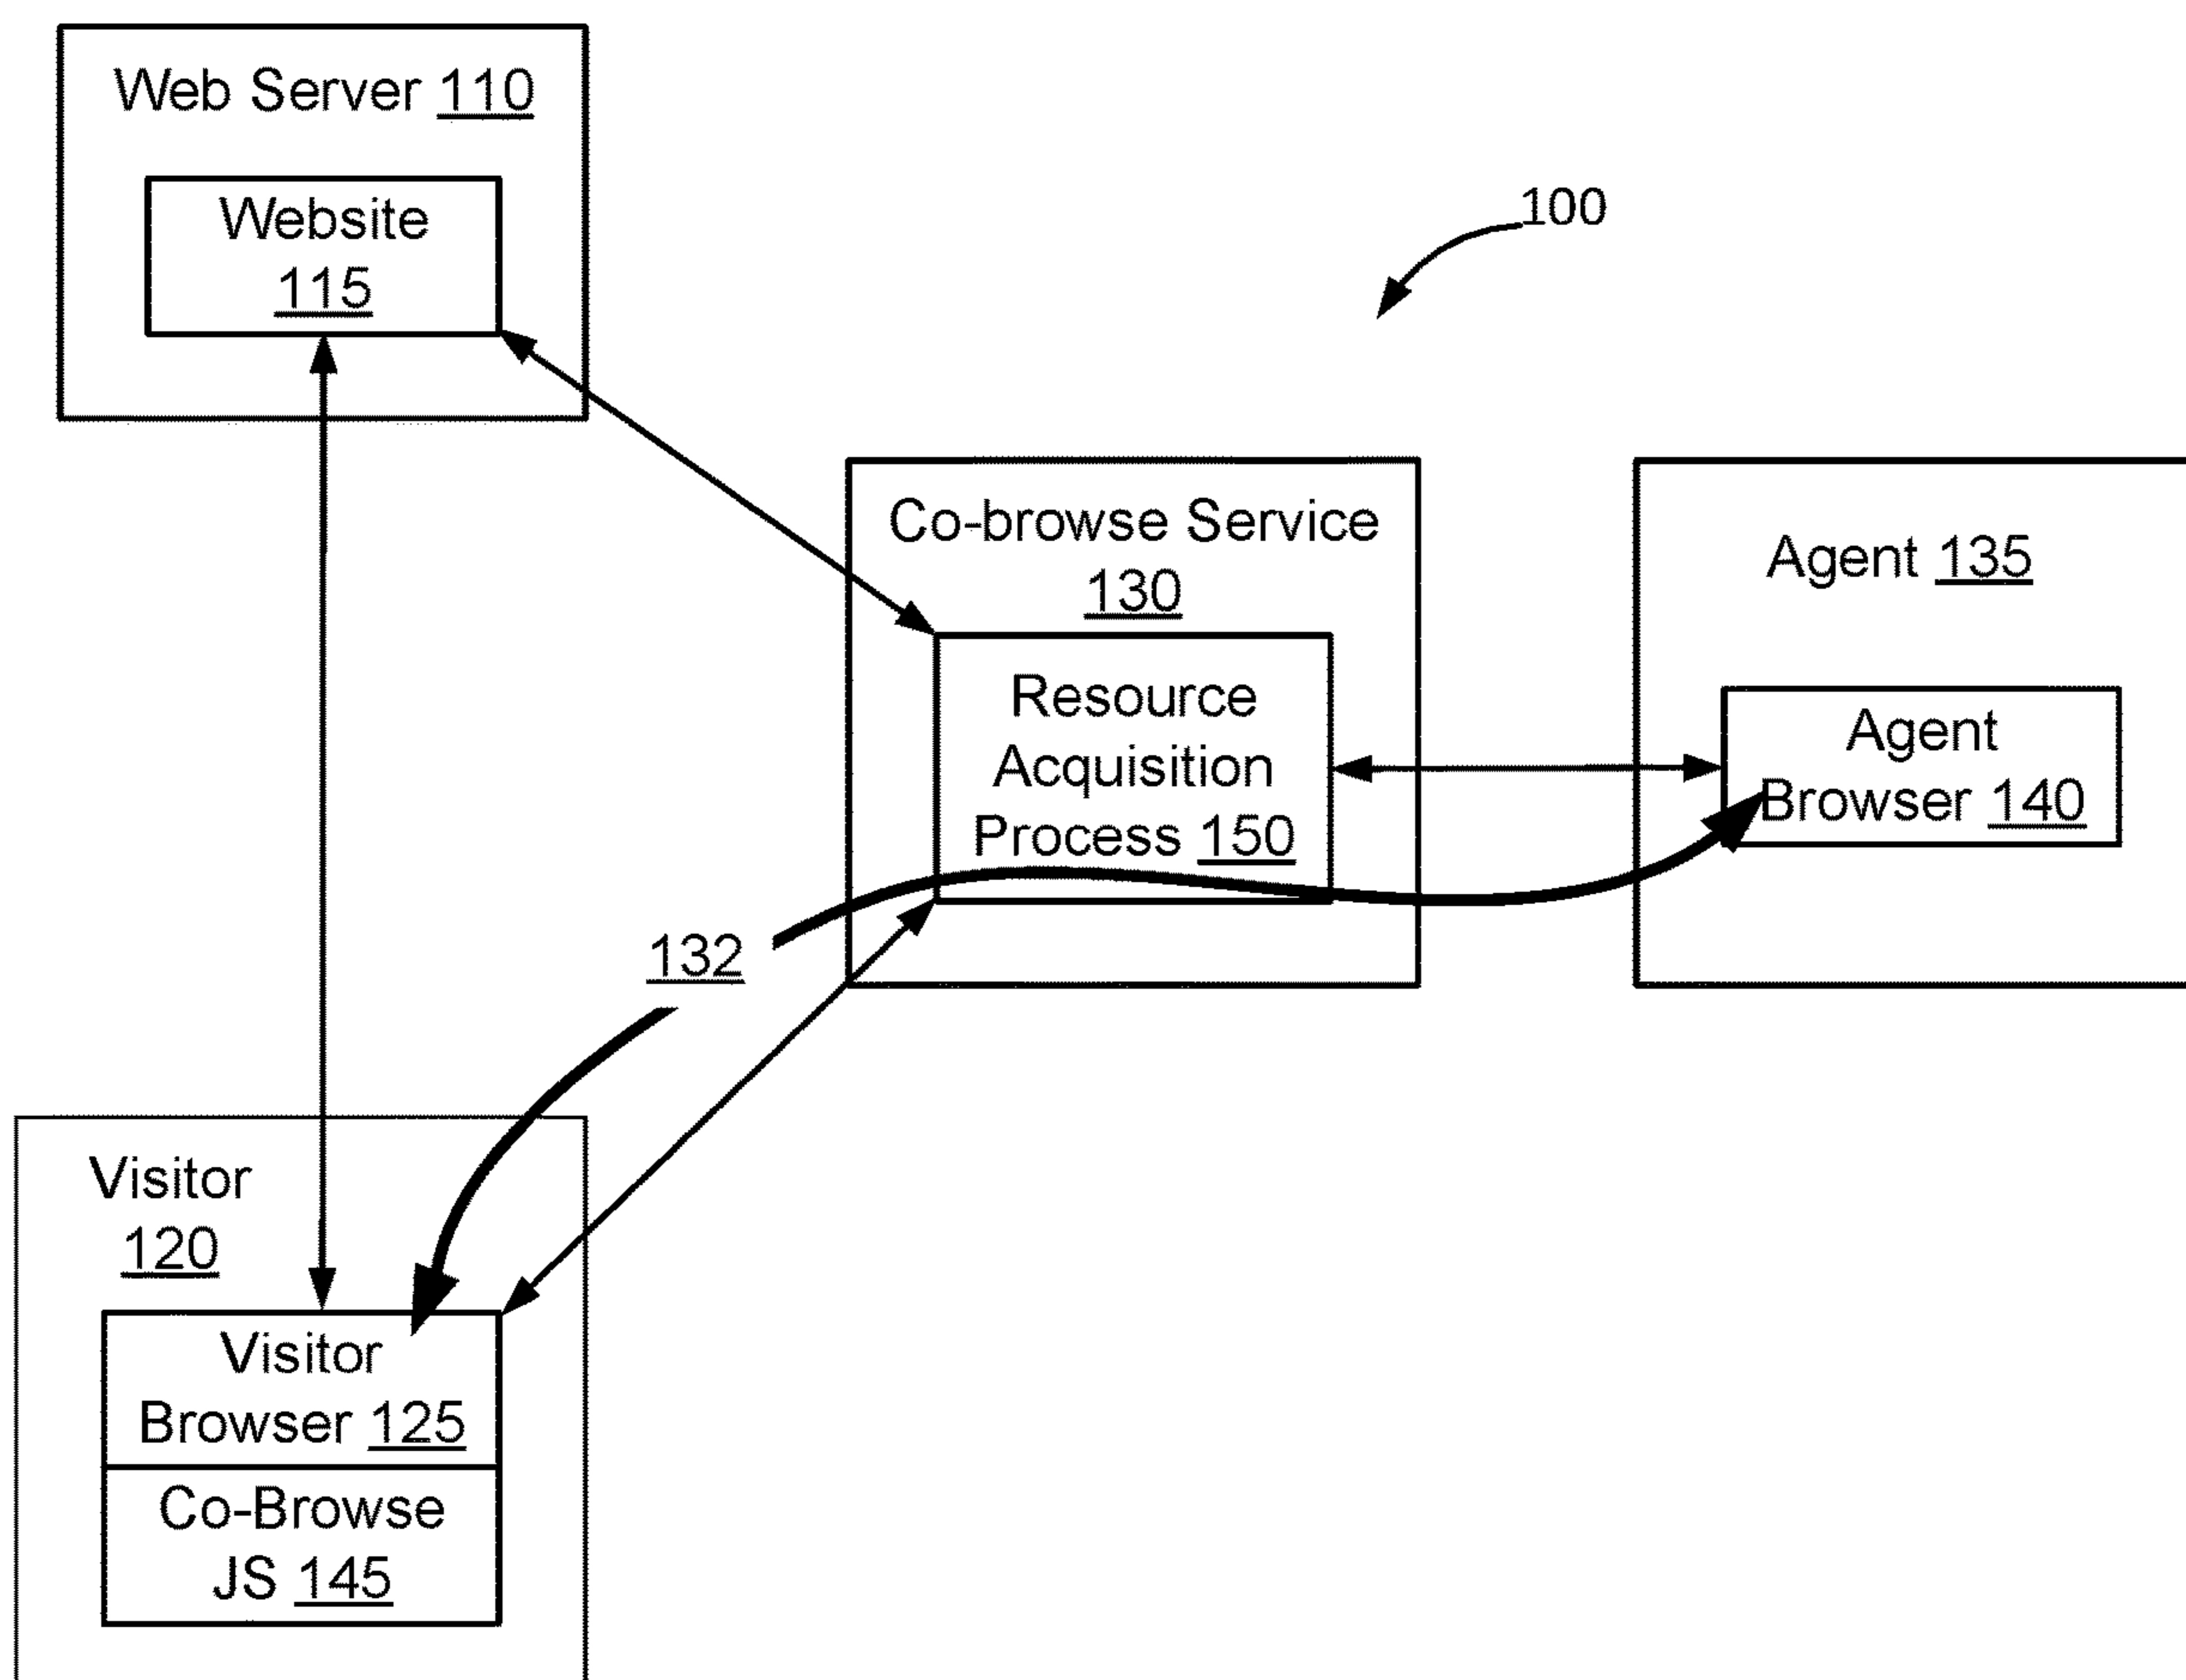 Web Server 110
Website
115
100
Co-browse Service
130
Resource
Acquisition
Process 150
Agent 135
Agent
Browser 140
132
Visitor
120
Visitor
Browser 125
Co-Browse
JS 145